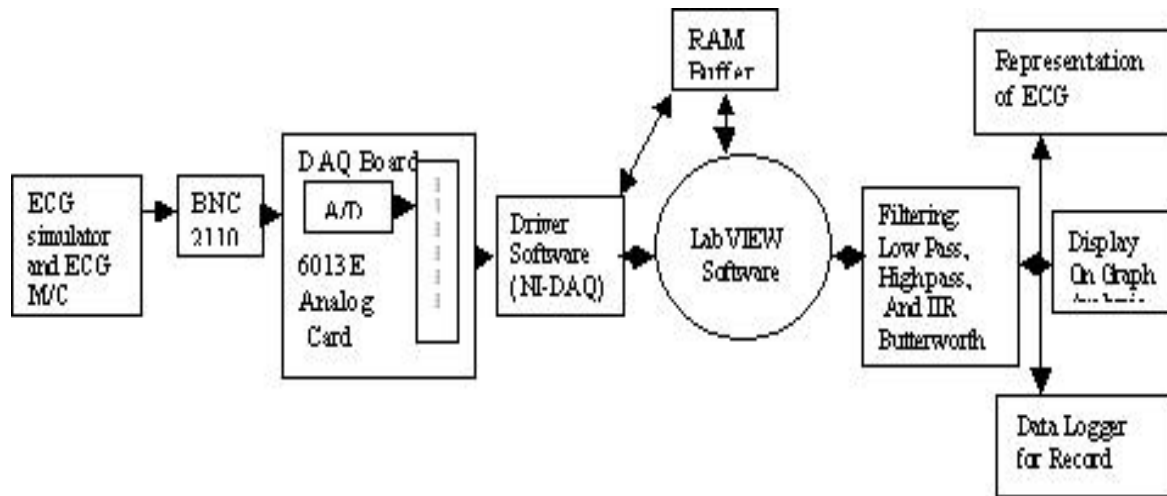 ECG
simulator
and ECG
M/C
BNC
2110
DAQ Board
A/D
6013E
Analog
Card
Driver
Software
(NI-DAQ)
RAM
Buffer
LabVIEW
Software
Filtering:
Low Pass,
Highpass,
And IIR
Butterworth
Representation
of ECG
Display
On Graph
Data Logger
for Record